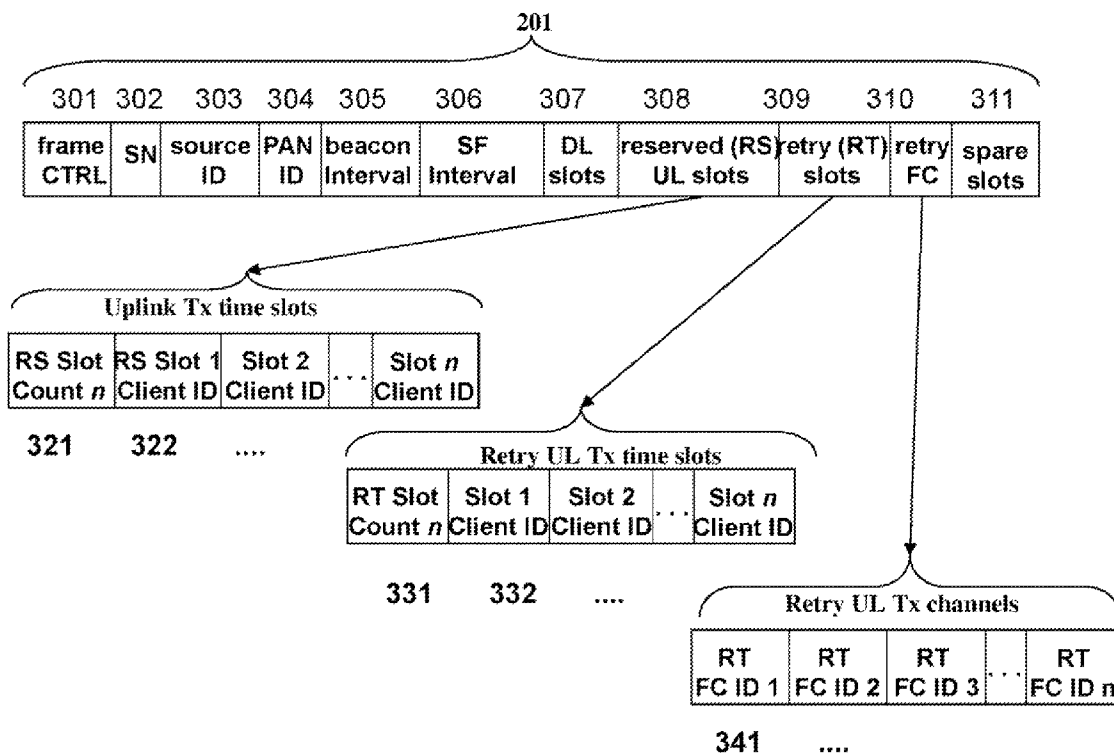 201
301 302 303 304 305 306 307 308 309 310 311
frame CTRL
SN
source ID
PAN ID
beacon Interval
SF Interval
DL slots
reserved (RS) UL slots
retry (RT) slots
retry FC
spare slots
Uplink Tx time slots
RS Slot Count n
RS Slot 1 Client ID
Slot 2 Client ID
...
Slot n Client ID
321 322 ....
Retry UL Tx time slots
RT Slot Count n
Slot 1 Client ID
Slot 2 Client ID
...
Slot n Client ID
331 332 ....
Retry UL Tx channels
RT FC ID 1
RT FC ID 2
RT FC ID 3
...
RT FC ID n
341 ....